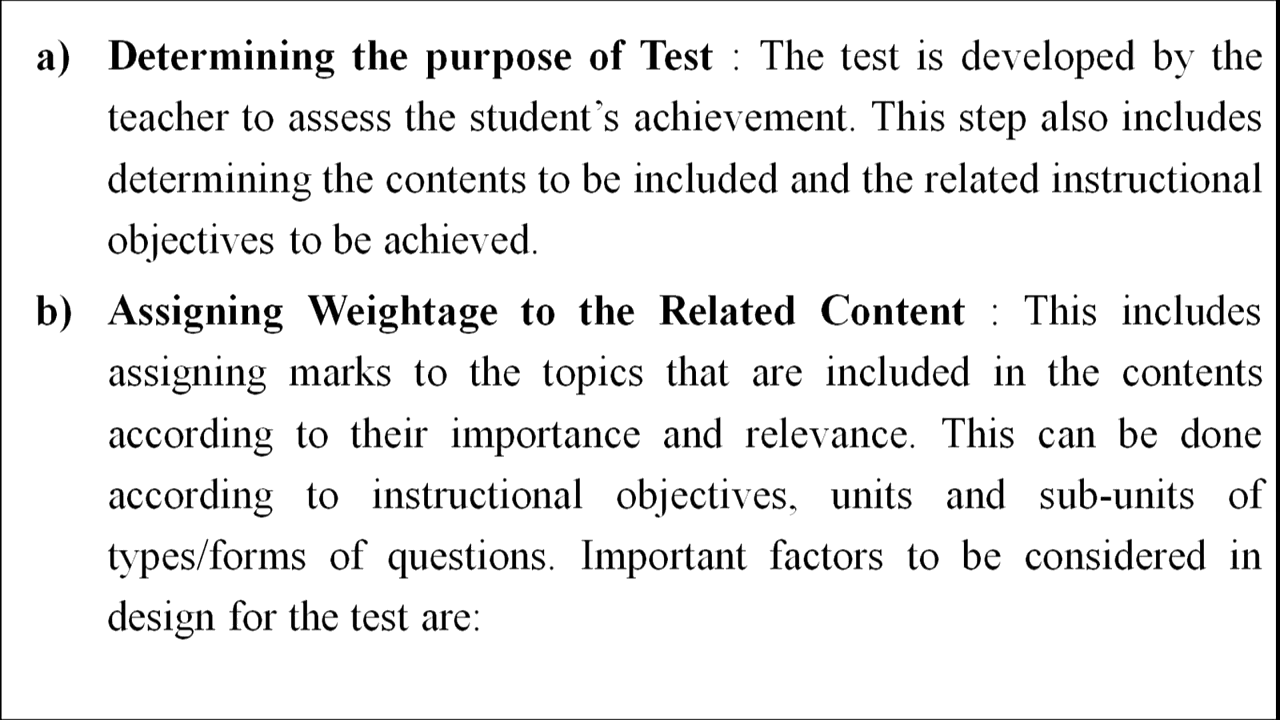 a) Determining the purpose of Test : The test is developed by the
teacher to assess the student's achievement. This step also includes
determining the contents to be included and the related instructional
objectives to be achieved.
b) Assigning Weightage to the Related Content : This includes
assigning marks to the topics that are included in the contents
according to their importance and relevance. This can be done
according to instructional objectives, units and sub-units of
types/forms of questions. Important factors to be considered in
design for the test are: